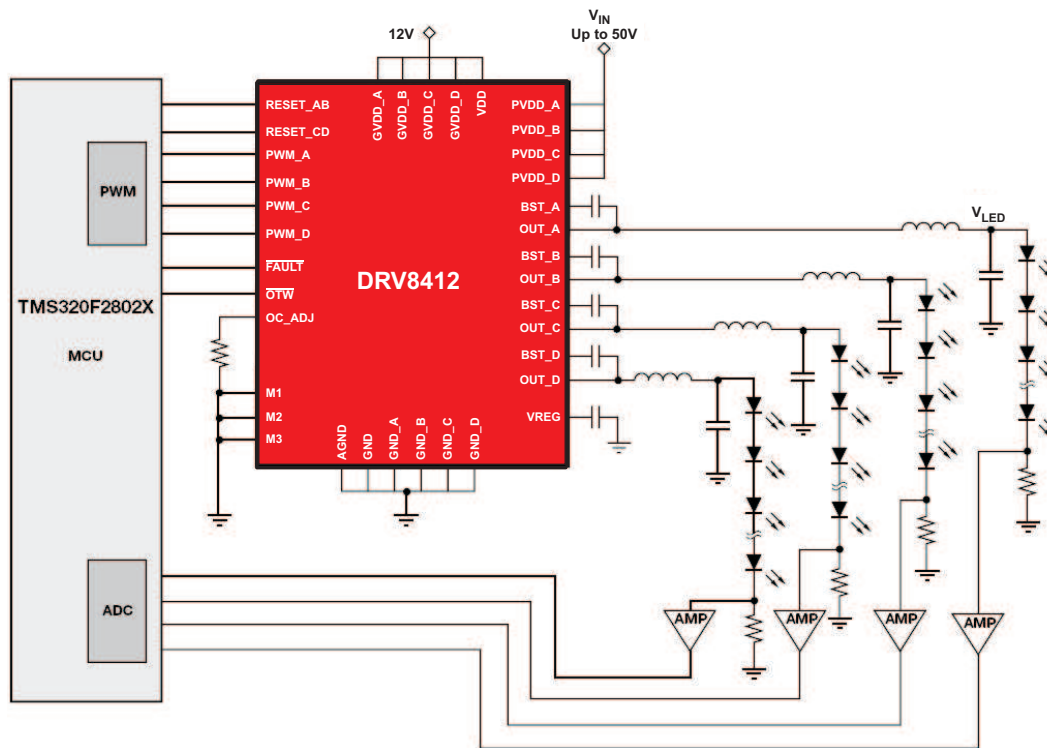 12V
V_IN
Up to 50V
RESET_AB
RESET_CD
PWM_A
PWM_B
PWM_C
PWM_D
FAULT
OTW
OC_ADJ
M1
M2
M3
GVDD_A
GVDD_B
GVDD_C
GVDD_D
VDD
PVDD_A
PVDD_B
PVDD_C
PVDD_D
BST_A
OUT_A
BST_B
OUT_B
BST_C
OUT_C
BST_D
OUT_D
VREG
AGND
GND
GND_A
GND_B
GND_C
GND_D
DRV8412
PWM
TMS320F2802X
MCU
ADC
V_LED
AMP
AMP
AMP
AMP